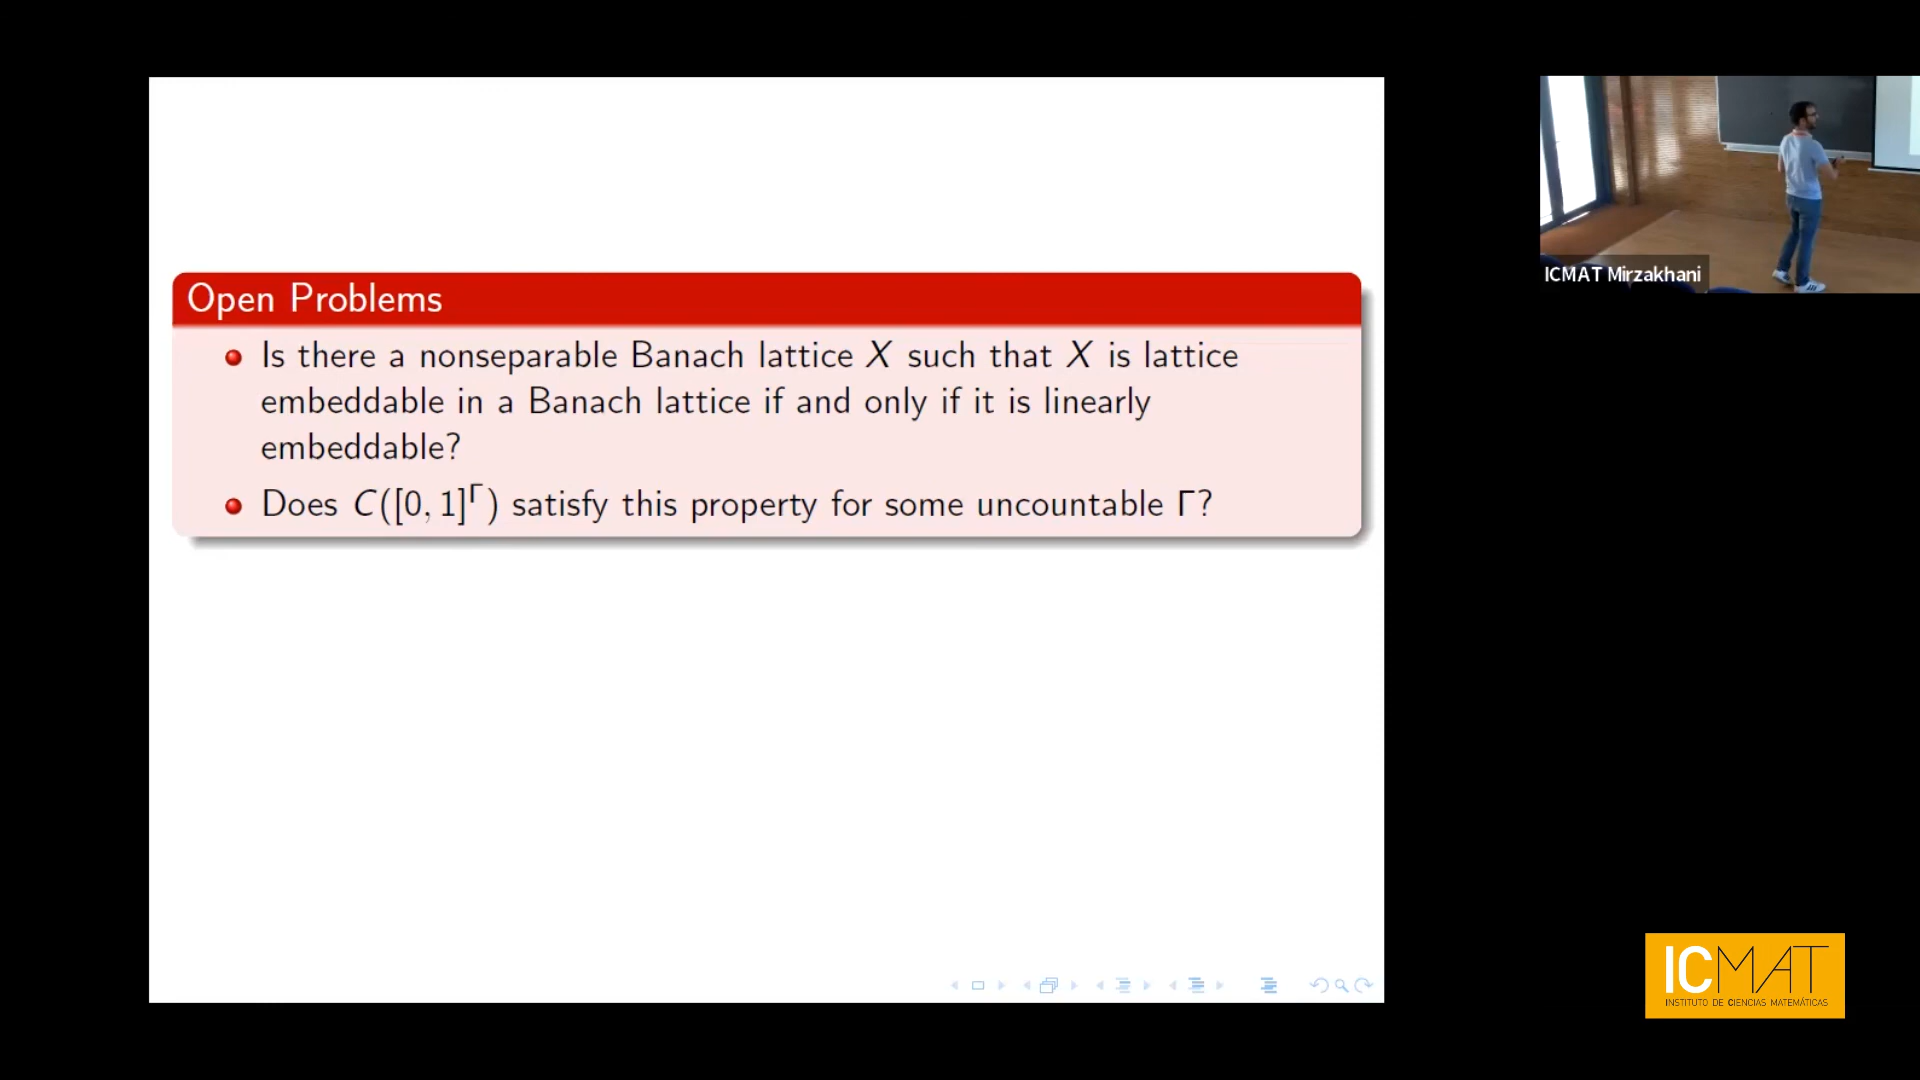 Open Problems
Is there a nonseparable Banach lattice X such that X is lattice
embeddable in a Banach lattice if and only if it is linearly
embeddable?
Does C([0, 1]^Γ) satisfy this property for some uncountable Γ?
ICMAT Mirzakhani
ICMAT
INSTITUTO DE CIENCIAS MATEMÁTICAS